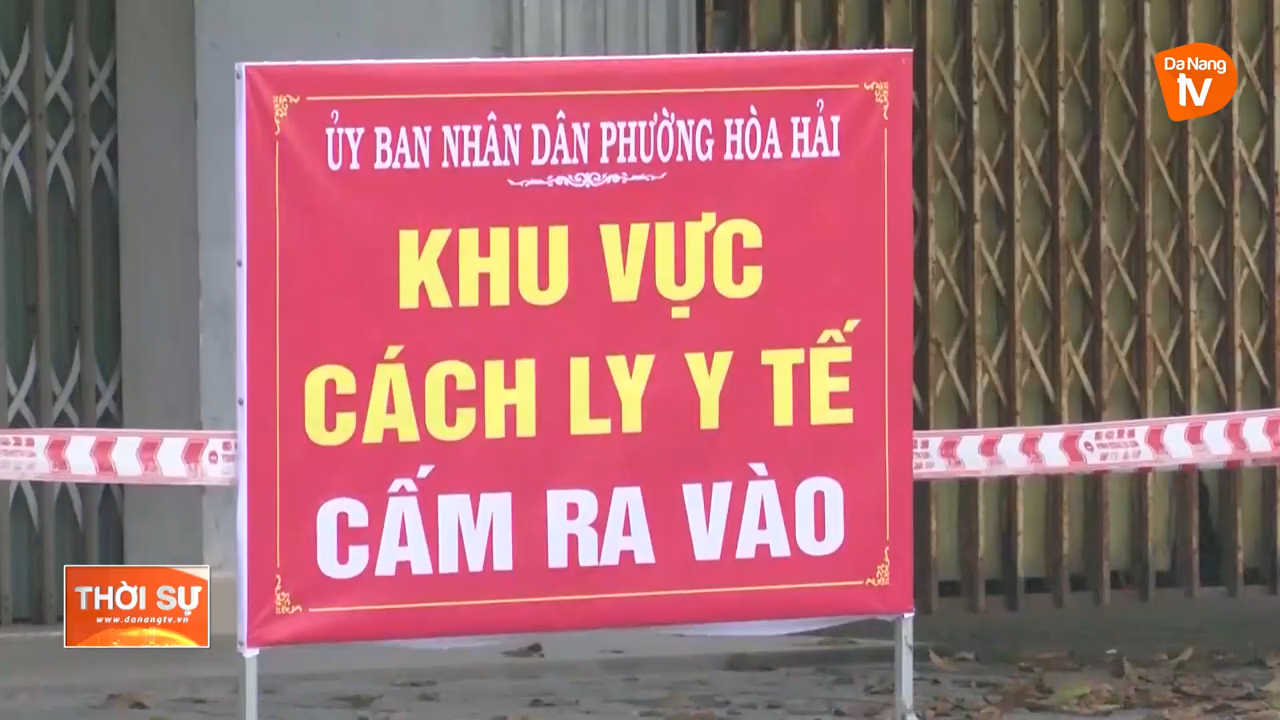 Da Nang
tv
ỦY BAN NHÂN DÂN PHƯỜNG HÒA HẢI
KHU VỰC
CÁCH LY Y TẾ
CẤM RA VÀO
THỜI SỰ
www.danangtv.vn